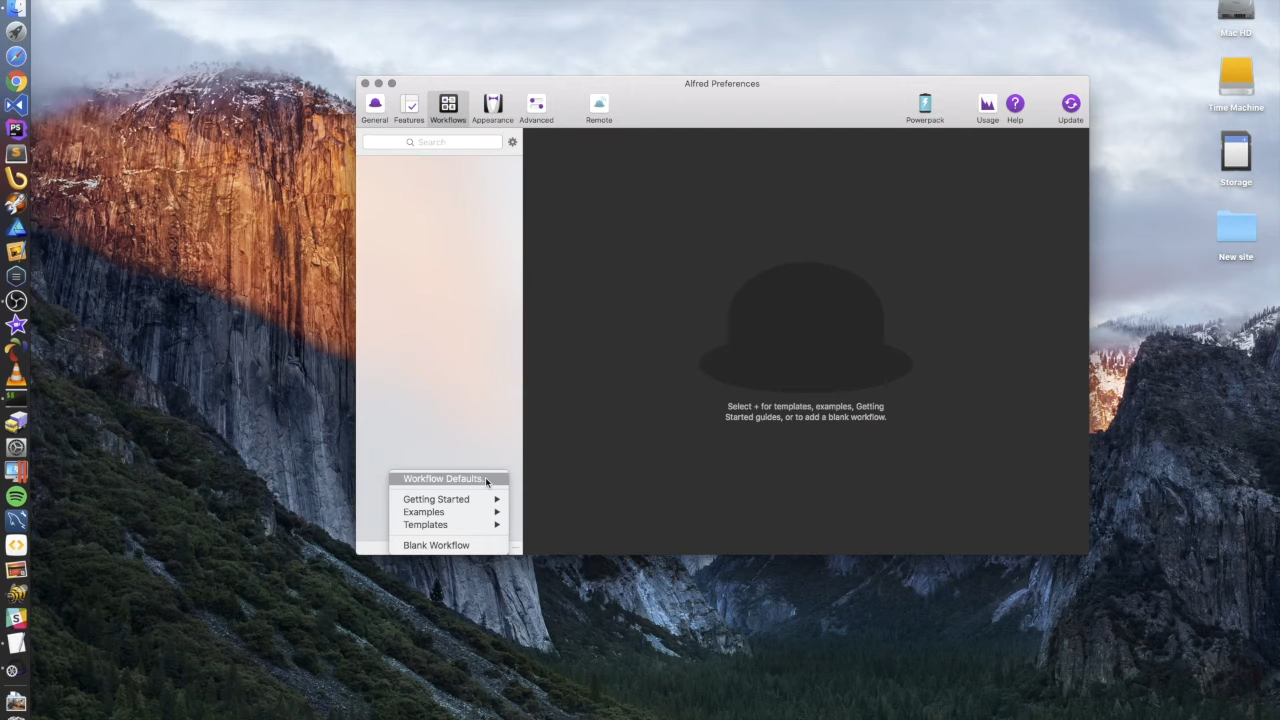 Alfred Preferences
General
Features
Workflows
Appearance
Advanced
Remote
Powerpack
Usage
Help
Update
Search
Select + for templates, examples, Getting
Started guides, or to add a blank workflow.
Workflow Defaults...
Getting Started
Examples
Templates
Blank Workflow
Mac HD
Time Machine
Storage
New site
PS
S
S